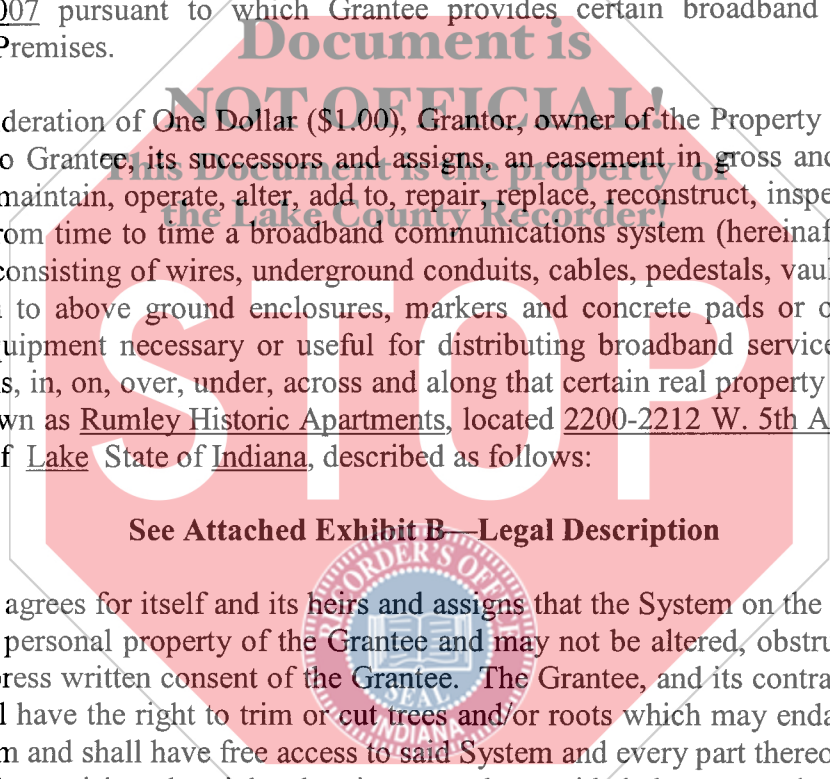 007 pursuant to which Grantee provides certain broadband
Premises.
Document is
NOT OFFICIAL!
This Document is the property of
the Lake County Recorder!
STOP
deration of One Dollar ($1.00), Grantor, owner of the Property
o Grantee, its successors and assigns, an easement in gross and
maintain, operate, alter, add to, repair, replace, reconstruct, inspe
rom time to time a broadband communications system (hereinaf
consisting of wires, underground conduits, cables, pedestals, vaul
to above ground enclosures, markers and concrete pads or o
quipment necessary or useful for distributing broadband service
s, in, on, over, under, across and along that certain real property
wn as Rumley Historic Apartments, located 2200-2212 W. 5th A
f Lake State of Indiana, described as follows:
See Attached Exhibit B—Legal Description
RECORDER'S OFFICE
SEAL
INDIANA
agrees for itself and its heirs and assigns that the System on the
personal property of the Grantee and may not be altered, obstru
press written consent of the Grantee. The Grantee, and its contra
l have the right to trim or cut trees and/or roots which may enda
m and shall have free access to said System and every part thereo